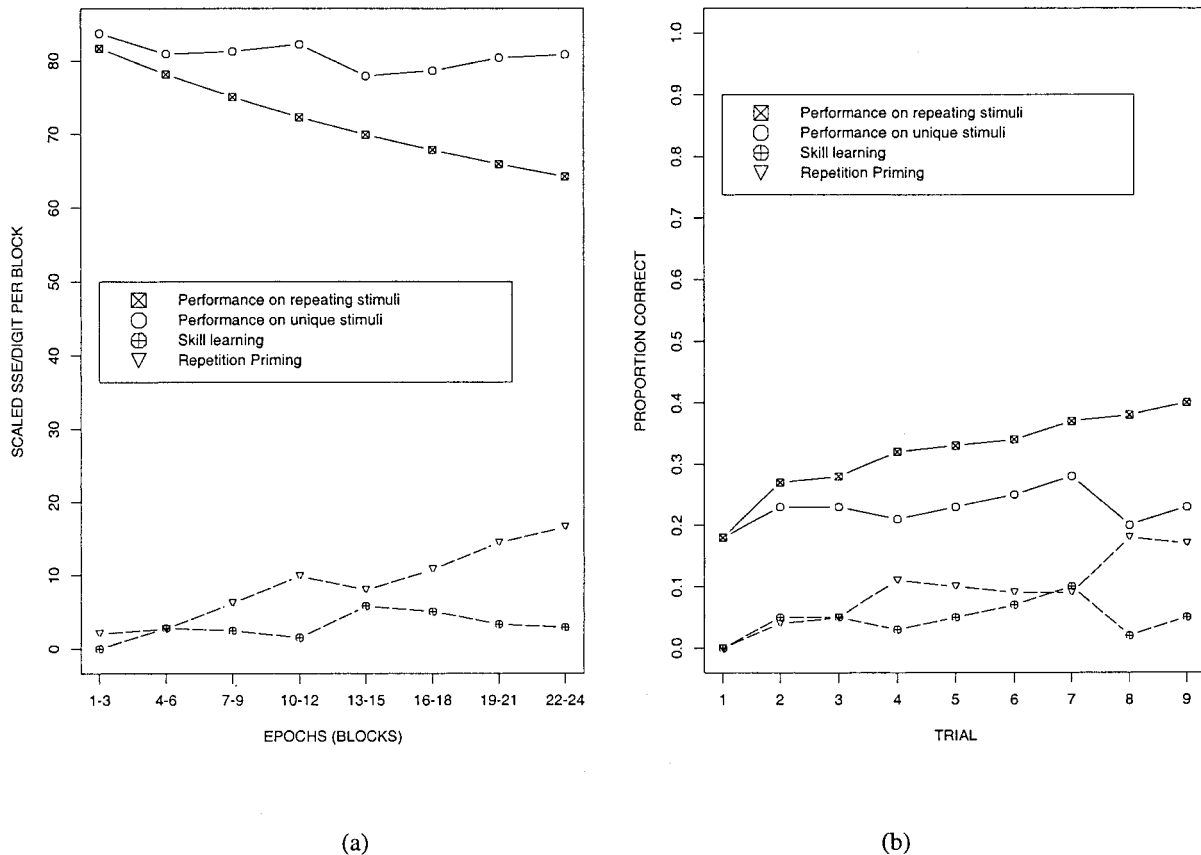 SCALED SSE/DIGIT PER BLOCK
80
70
60
50
40
30
20
10
0
Performance on repeating stimuli
Performance on unique stimuli
Skill learning
Repetition Priming
1-3 4-6 7-9 10-12 13-15 16-18 19-21 22-24
EPOCHS (BLOCKS)
(a)
PROPORTION CORRECT
1.0
0.9
0.8
0.7
0.6
0.5
0.4
0.3
0.2
0.1
0.0
Performance on repeating stimuli
Performance on unique stimuli
Skill learning
Repetition Priming
1 2 3 4 5 6 7 8 9
TRIAL
(b)